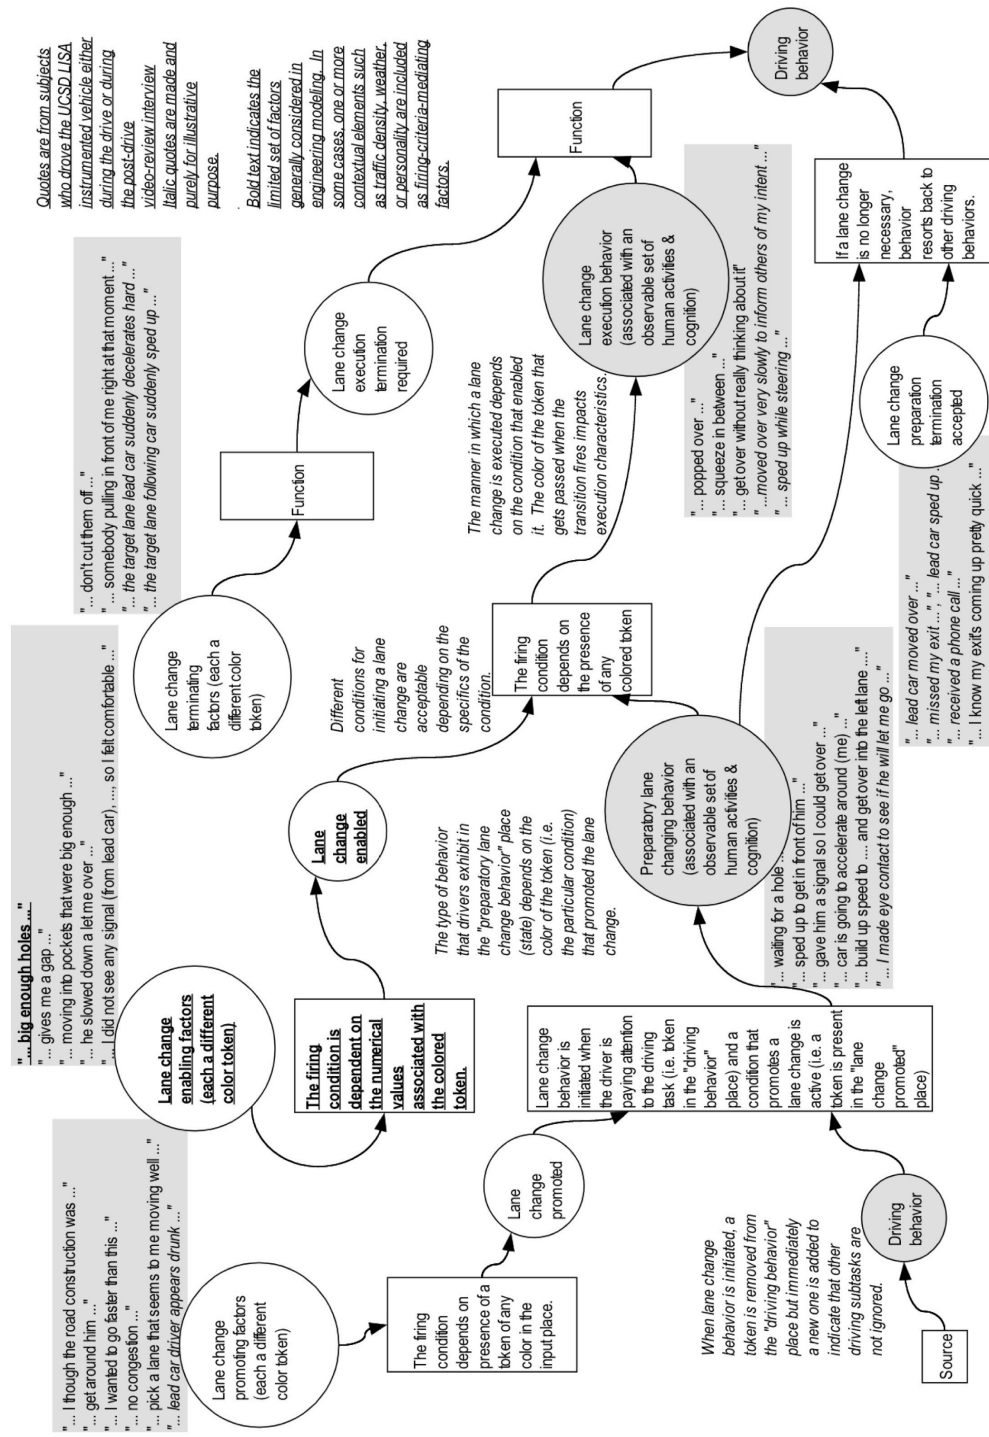 "... I though the road construction was ..."
"... get around him ..."
"... I wanted to go faster than this ..."
"... no congestion ..."
"... pick a lane that seems to me moving well ..."
"... lead car driver appears drunk ..."
Lane change
promoting factors
(each a different
color token)
The firing
condition
depends on
presence of a
token of any
color in the
input place.
Lane
change
promoted
When lane change
behavior is initiated, a
token is removed from
the "driving behavior"
place but immediately
a new one is added to
indicate that other
driving subtasks are
not ignored.
Source
Driving
behavior
"... big enough holes ..."
"... gives me a gap ..."
"... moving into pockets that were big enough ..."
"... he slowed down a let me over ..."
"... I did not see any signal (from lead car), ..., so I felt comfortable ..."
Lane change
enabling factors
(each a different
color token)
The firing
condition is
dependent on
the numerical
values
associated with
the colored
token.
Lane
change
enabled
Lane change
behavior is
initiated when
the driver is
paying attention
to the driving
task (i.e. token
in the "driving
behavior"
place) and a
condition that
promotes a
lane change is
active (i.e. a
token is present
in the "lane
change
promoted"
place)
The type of behavior
that drivers exhibit in
the "preparatory lane
change behavior" place
(state) depends on the
color of the token (i.e.
the particular condition)
that promoted the lane
change.
Preparatory lane
changing behavior
(associated with an
observable set of
human activities &
cognition)
"... waiting for a hole ...
"... sped up to get in front of him ..."
"... gave him a signal so I could get over ..."
"... car is going to accelerate around (me) ..."
"... build up speed to .... and get over into the left lane ....
"... I made eye contact to see if he will let me go ..."
Different
conditions for
initiating a lane
change are
acceptable
depending on the
specifics of the
condition.
The firing
condition
depends on
the presence
of any
colored token
Lane change
terminating
factors (each a
different color
token)
"... don't cut them off ..."
"... somebody pulling in front of me right at that moment ..."
"... the target lane lead car suddenly decelerates hard ..."
"... the target lane following car suddenly sped up ..."
Function
Lane change
execution
termination
required
The manner in which a lane
change is executed depends
on the condition that enabled
it. The color of the token that
gets passed when the
transition fires impacts
execution characteristics.
Lane change
execution behavior
(associated with an
observable set of
human activities &
cognition)
"... popped over ..."
"... squeeze in between ..."
"... get over without really thinking about it"
"...moved over very slowly to inform others of my intent ..."
"... sped up while steering ..."
"... lead car moved over ..."
"... missed my exit ...", "... lead car sped up ..
"... received a phone call ..."
"... I know my exit's coming up pretty quick ..."
Lane change
preparation
termination
accepted
If a lane change
is no longer
necessary,
behavior
resorts back to
other driving
behaviors.
Function
Driving
behavior
Quotes are from subjects
who drove the UCSD LISA
instrumented vehicle either
during the drive or during
the post-drive
video-review interview
Italic quotes are made and
purely for illustrative
purpose.
Bold text indicates the
limited set of factors
generally considered in
engineering modeling. In
some cases, one or more
contextual elements such
as traffic density, weather,
or personality are included
as firing-criteria-mediating
factors.